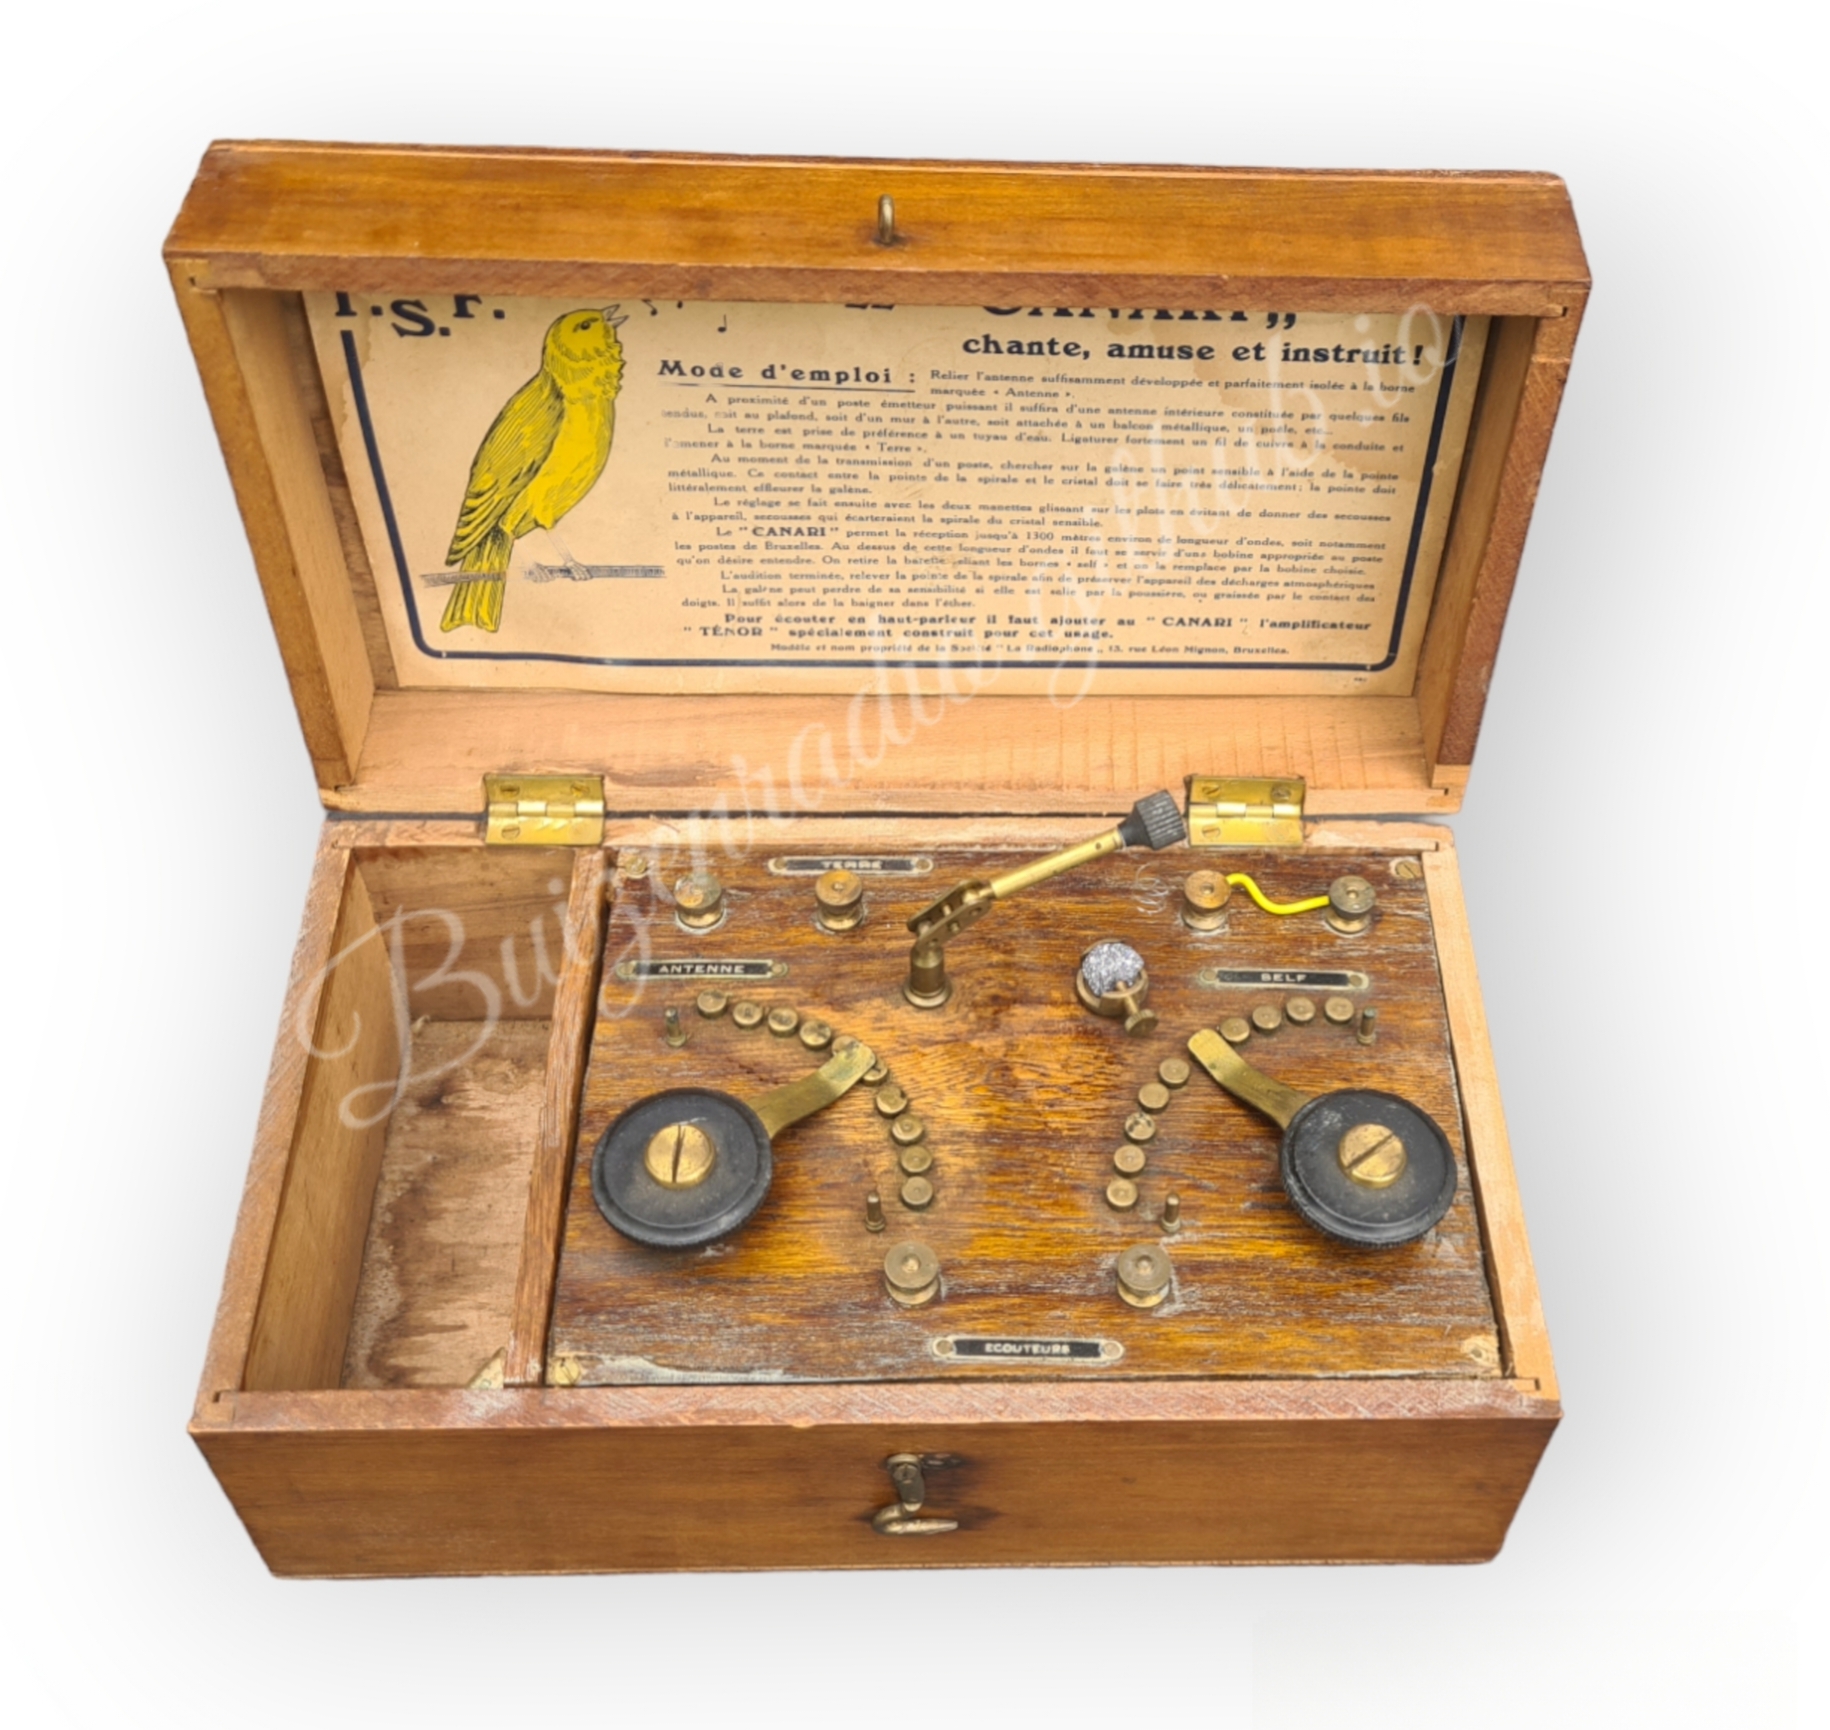 T.S.F.
Le "CANARI"
chante, amuse et instruit!
Mode d'emploi : Relier l'antenne suffisamment développée et parfaitement isolée à la borne
marquée « Antenne ».
A proximité d'un poste émetteur puissant il suffira d'une antenne intérieure constituée par quelques fils
tendus, soit au plafond, soit d'un mur à l'autre, soit attachée à un balcon métallique, un poêle, etc...
La terre est prise de préférence à un tuyau d'eau. Ligaturer fortement un fil de cuivre à la conduite et
l'amener à la borne marquée « Terre ».
Au moment de la transmission d'un poste, chercher sur la galène un point sensible à l'aide de la pointe
métallique. Ce contact entre la pointe de la spirale et le cristal doit se faire très délicatement; la pointe doit
littéralement effleurer la galène.
Le réglage se fait ensuite avec les deux manettes glissant sur les plots en évitant de donner des secousses
à l'appareil, secousses qui écarteraient la spirale du cristal sensible.
Le "CANARI" permet la réception jusqu'à 1300 mètres environ de longueur d'ondes, soit notamment
les postes de Bruxelles. Au dessus de cette longueur d'ondes il faut se servir d'une bobine appropriée au poste
qu'on désire entendre. On retire la barette reliant les bornes « self » et on la remplace par la bobine choisie.
L'audition terminée, relever la pointe de la spirale afin de préserver l'appareil des décharges atmosphériques
La galène peut perdre de sa sensibilité si elle est salie par la poussière, ou graissée par le contact des
doigts. Il suffit alors de la baigner dans l'éther.
Pour écouter en haut-parleur il faut ajouter au "CANARI" l'amplificateur
"TÉNOR" spécialement construit pour cet usage.
Modèle et nom propriété de la Société "La Radiophone„ 13, rue Léon Mignon, Bruxelles.
TERRE
ANTENNE
SELF
ECOUTEURS